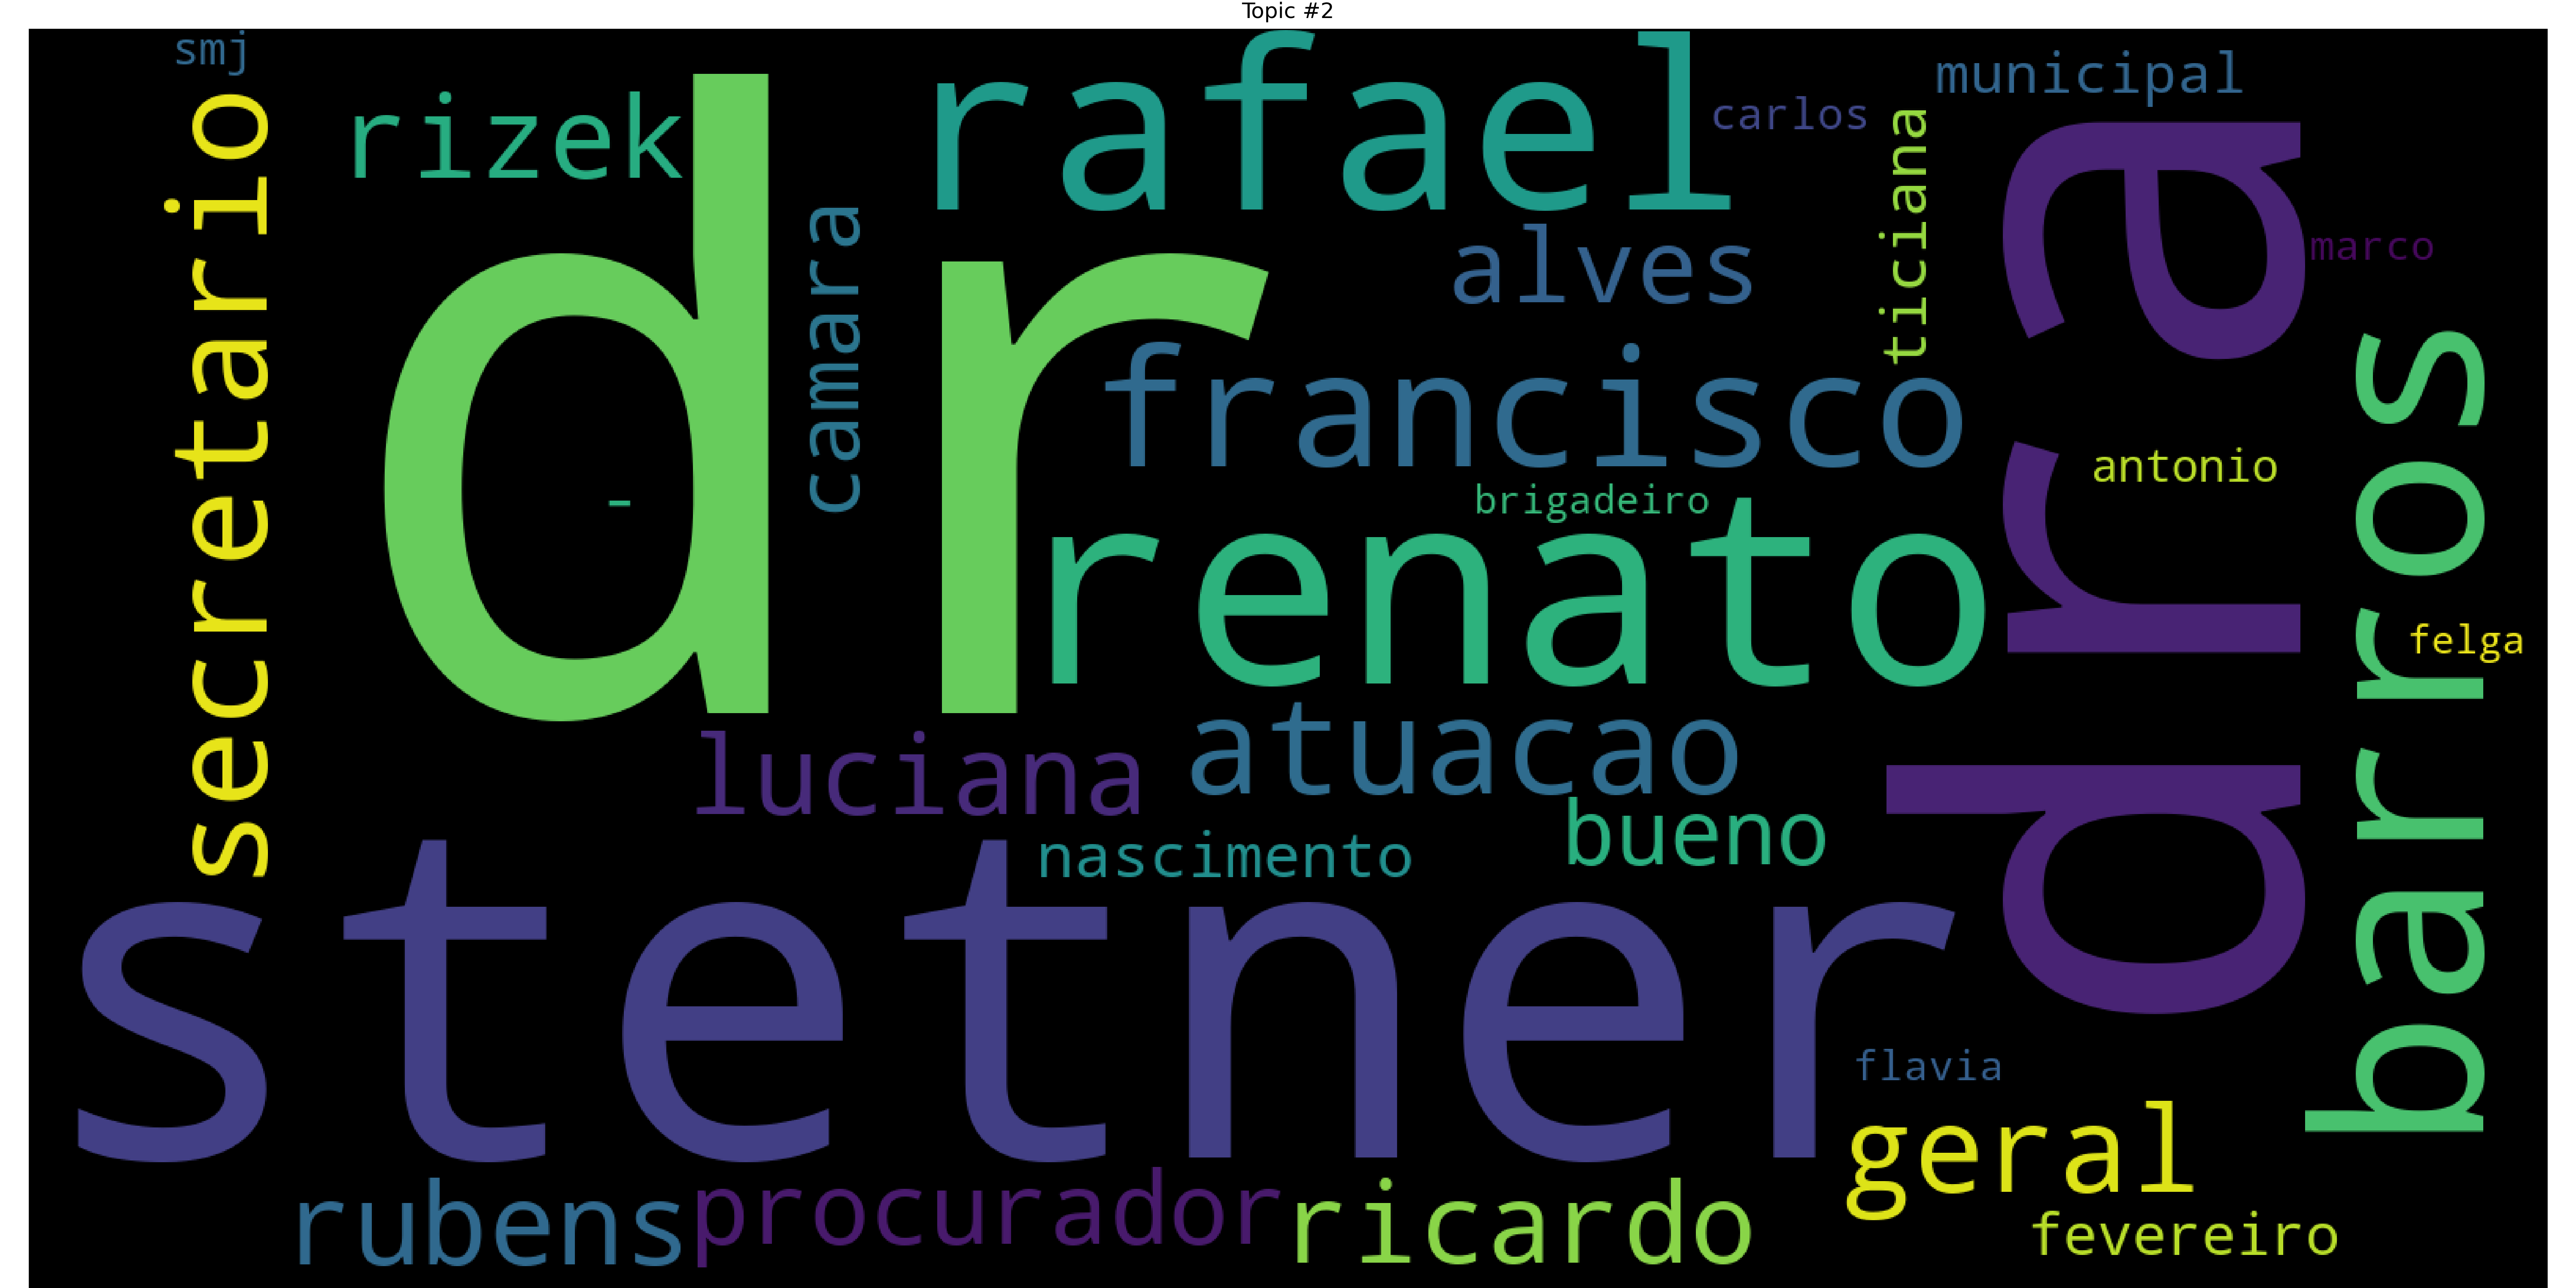 Topic #2
smj
municipal
rafael
rizek
carlos
secretario
dr
camara
ticiana
alves
marco
dra
francisco
antonio
brigadeiro
-
renato
barros
felga
atuacao
luciana
bueno
nascimento
stetner
flavia
geral
procurador
rubens
ricardo
fevereiro